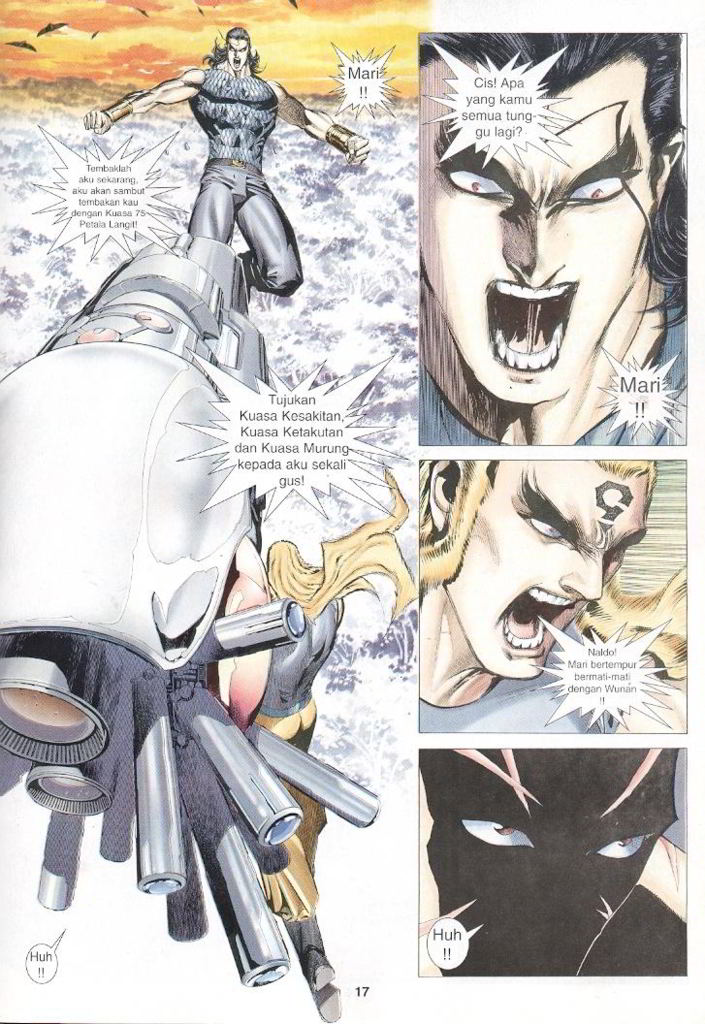 Mari
!!
Tembaklah
aku sekarang,
aku akan sambut
tembakan kau
dengan Kuasa 75
Petala Langit!
Tujukan
Kuasa Kesakitan,
Kuasa Ketakutan
dan Kuasa Murung
kepada aku sekali
gus!
Huh
!!
Cis! Apa
yang kamu
semua tung-
gu lagi?
Mari
!!
Naldo!
Mari bertempur
bermati-mati
dengan Wunan
!!
Huh
!!
17